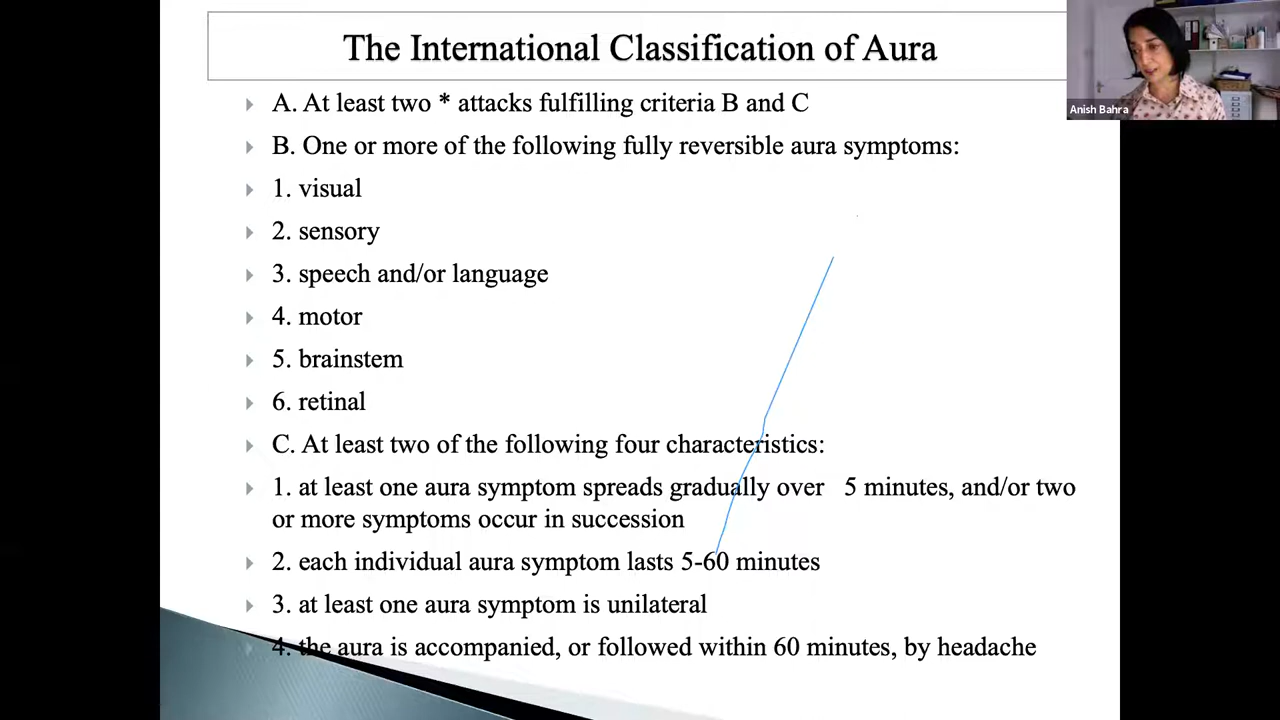 The International Classification of Aura
Anish Bahra
A. At least two * attacks fulfilling criteria B and C
B. One or more of the following fully reversible aura symptoms:
1. visual
2. sensory
3. speech and/or language
4. motor
5. brainstem
6. retinal
C. At least two of the following four characteristics:
1. at least one aura symptom spreads gradually over 5 minutes, and/or two
or more symptoms occur in succession
2. each individual aura symptom lasts 5-60 minutes
3. at least one aura symptom is unilateral
4. the aura is accompanied, or followed within 60 minutes, by headache